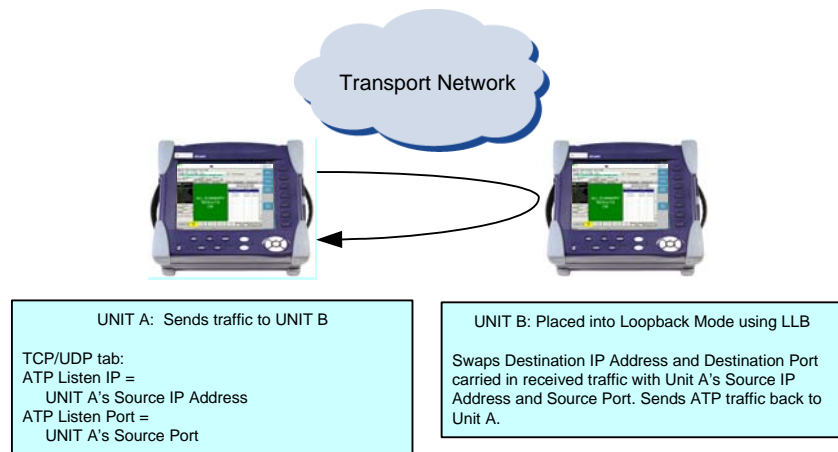 Transport Network
UNIT A: Sends traffic to UNIT B
TCP/UDP tab:
ATP Listen IP =
UNIT A's Source IP Address
ATP Listen Port =
UNIT A's Source Port
UNIT B: Placed into Loopback Mode using LLB
Swaps Destination IP Address and Destination Port
carried in received traffic with Unit A's Source IP
Address and Source Port. Sends ATP traffic back to
Unit A.